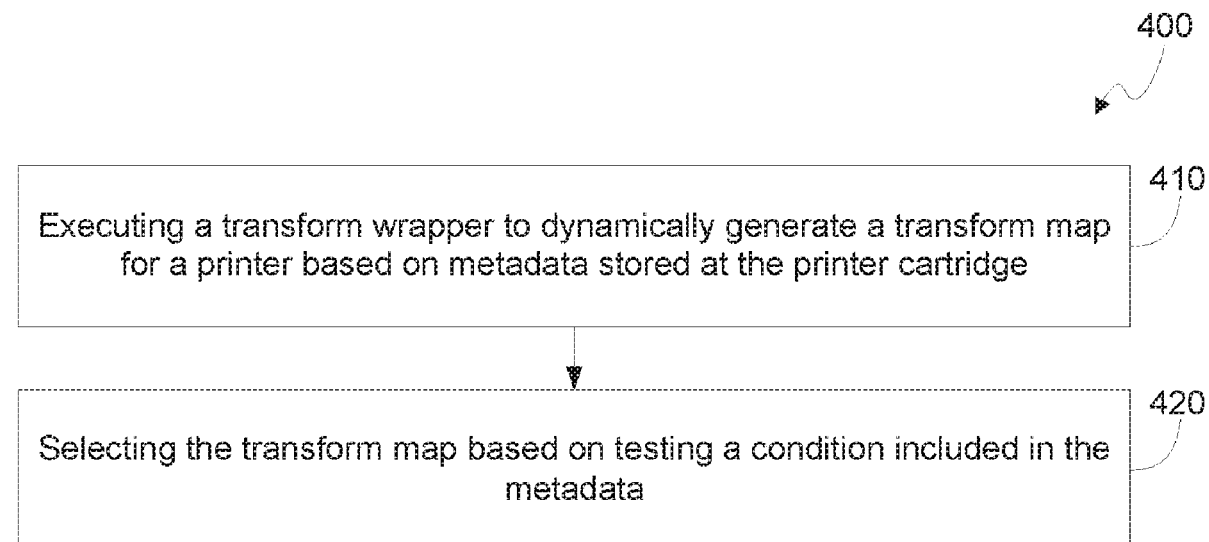 400
410
Executing a transform wrapper to dynamically generate a transform map
for a printer based on metadata stored at the printer cartridge
420
Selecting the transform map based on testing a condition included in the
metadata